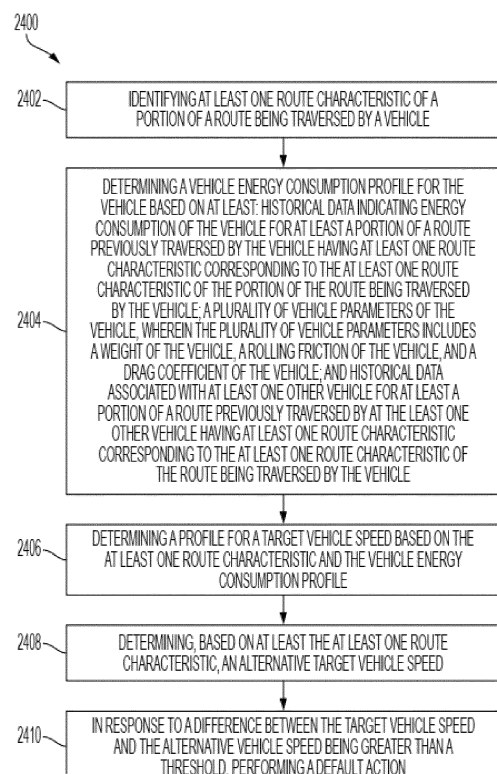 2400
2402
IDENTIFYING AT LEAST ONE ROUTE CHARACTERISTIC OF A
PORTION OF A ROUTE BEING TRAVERSED BY A VEHICLE
2404
DETERMINING A VEHICLE ENERGY CONSUMPTION PROFILE FOR THE
VEHICLE BASED ON AT LEAST: HISTORICAL DATA INDICATING ENERGY
CONSUMPTION OF THE VEHICLE FOR AT LEAST A PORTION OF A ROUTE
PREVIOUSLY TRAVERSED BY THE VEHICLE HAVING AT LEAST ONE ROUTE
CHARACTERISTIC CORRESPONDING TO THE AT LEAST ONE ROUTE
CHARACTERISTIC OF THE PORTION OF THE ROUTE BEING TRAVERSED
BY THE VEHICLE; A PLURALITY OF VEHICLE PARAMETERS OF THE
VEHICLE, WHEREIN THE PLURALITY OF VEHICLE PARAMETERS INCLUDES
A WEIGHT OF THE VEHICLE, A ROLLING FRICTION OF THE VEHICLE, AND A
DRAG COEFFICIENT OF THE VEHICLE; AND HISTORICAL DATA
ASSOCIATED WITH AT LEAST ONE OTHER VEHICLE FOR AT LEAST A
PORTION OF A ROUTE PREVIOUSLY TRAVERSED BY AT THE LEAST ONE
OTHER VEHICLE HAVING AT LEAST ONE ROUTE CHARACTERISTIC
CORRESPONDING TO THE AT LEAST ONE ROUTE CHARACTERISTIC OF
THE ROUTE BEING TRAVERSED BY THE VEHICLE
2406
DETERMINING A PROFILE FOR A TARGET VEHICLE SPEED BASED ON THE
AT LEAST ONE ROUTE CHARACTERISTIC AND THE VEHICLE ENERGY
CONSUMPTION PROFILE
2408
DETERMINING, BASED ON AT LEAST THE AT LEAST ONE ROUTE
CHARACTERISTIC, AN ALTERNATIVE TARGET VEHICLE SPEED
2410
IN RESPONSE TO A DIFFERENCE BETWEEN THE TARGET VEHICLE SPEED
AND THE ALTERNATIVE VEHICLE SPEED BEING GREATER THAN A
THRESHOLD, PERFORMING A DEFAULT ACTION